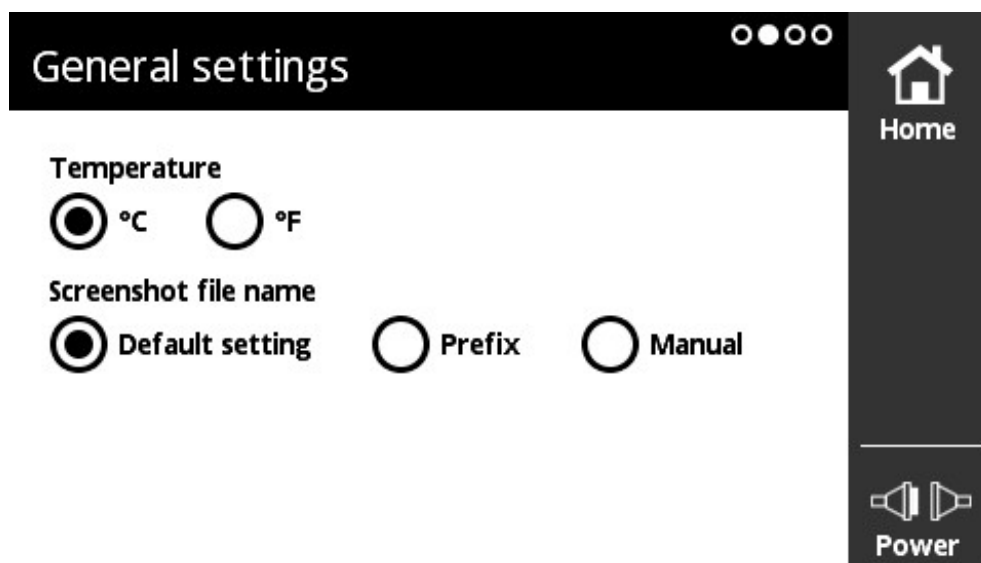 General settings
Home
Temperature
°C °F
Screenshot file name
Default setting Prefix Manual
Power